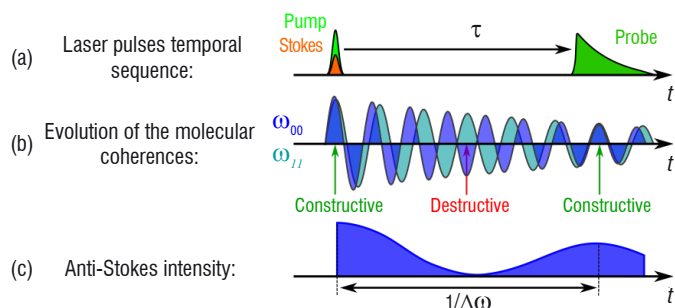 Pump
Stokes
τ
Probe
(a) Laser pulses temporal
sequence:
t
(b) Evolution of the molecular
coherences:
ω00
ω11
t
Constructive
Destructive
Constructive
(c) Anti-Stokes intensity:
t
1/Δω